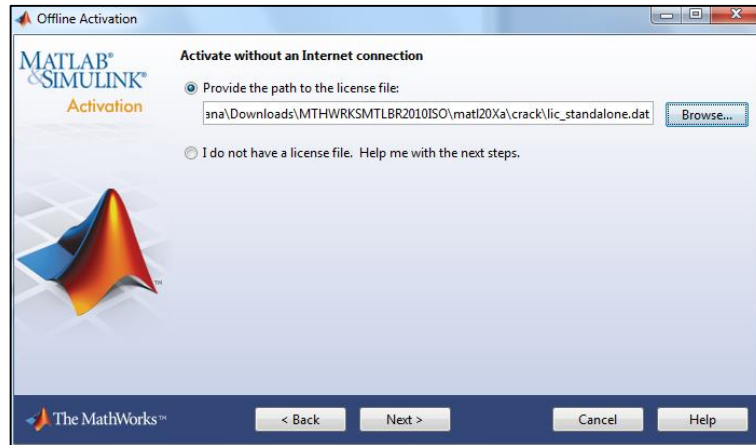 Offline Activation
MATLAB®
&SIMULINK®
Activation
Activate without an Internet connection
Provide the path to the license file:
ana\Downloads\MTHWRKSMTLBR2010ISO\matl20Xa\crack\lic_standalone.dat
Browse...
I do not have a license file. Help me with the next steps.
TM
The MathWorks™
< Back
Next >
Cancel
Help